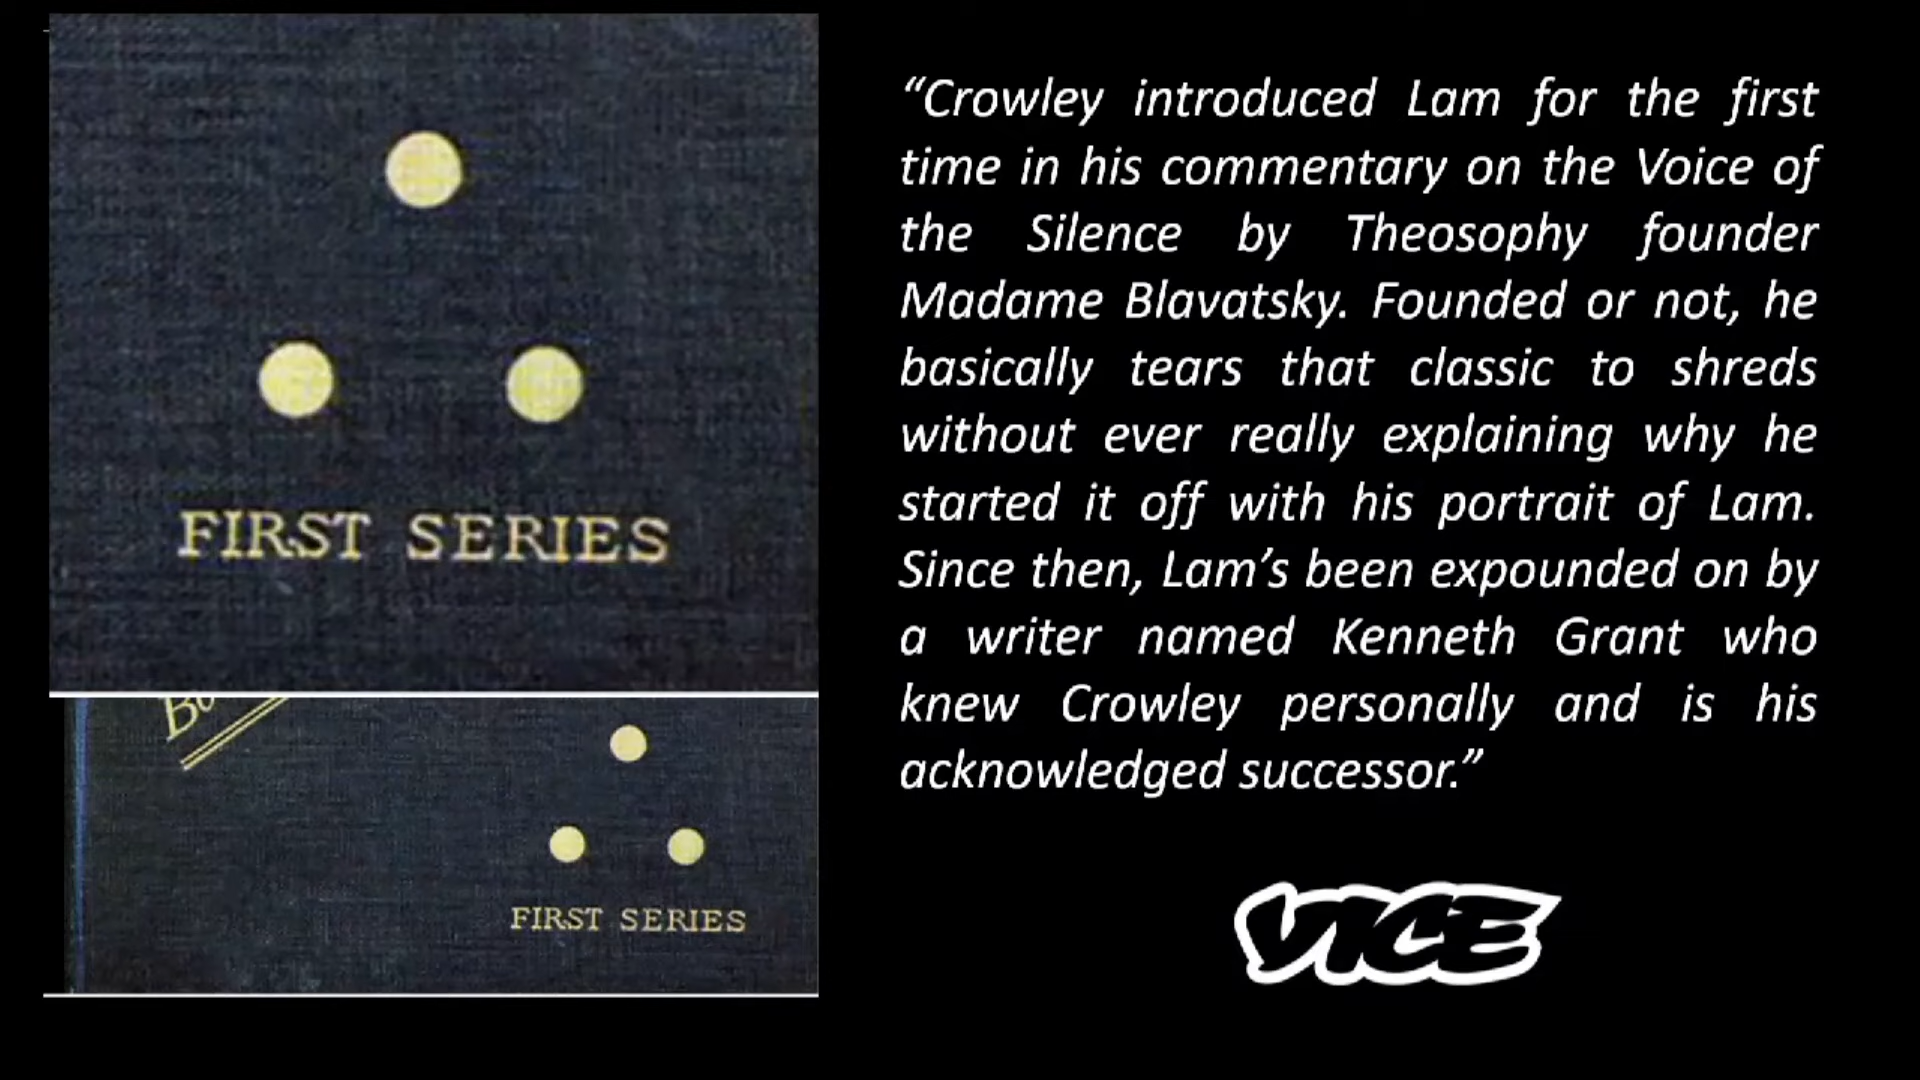 FIRST SERIES
FIRST SERIES
“Crowley introduced Lam for the first
time in his commentary on the Voice of
the Silence by Theosophy founder
Madame Blavatsky. Founded or not, he
basically tears that classic to shreds
without ever really explaining why he
started it off with his portrait of Lam.
Since then, Lam’s been expounded on by
a writer named Kenneth Grant who
knew Crowley personally and is his
acknowledged successor.”
VICE